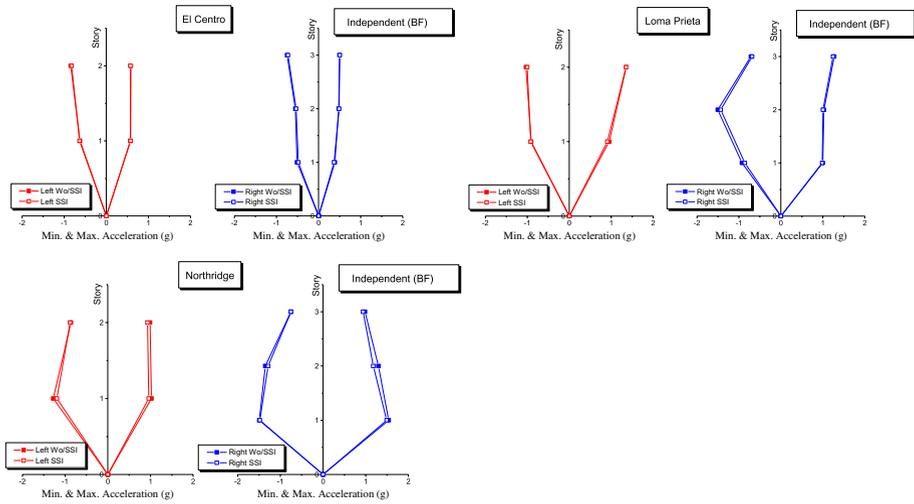 El Centro
Independent (BF)
Story
2
1
0
Left Wo/SSI
Left SSI
-2
-1
0
1
2
Min. & Max. Acceleration (g)
Story
3
2
1
0
Right Wo/SSI
Right SSI
-2
-1
0
1
2
Min. & Max. Acceleration (g)
Loma Prieta
Independent (BF)
Story
2
1
0
Left Wo/SSI
Left SSI
-2
-1
0
1
2
Min. & Max. Acceleration (g)
Story
3
2
1
0
Right Wo/SSI
Right SSI
-2
-1
0
1
2
Min. & Max. Acceleration (g)
Northridge
Independent (BF)
Story
2
1
0
Left Wo/SSI
Left SSI
-2
-1
0
1
2
Min. & Max. Acceleration (g)
Story
3
2
1
0
Right Wo/SSI
Right SSI
-2
-1
0
1
2
Min. & Max. Acceleration (g)